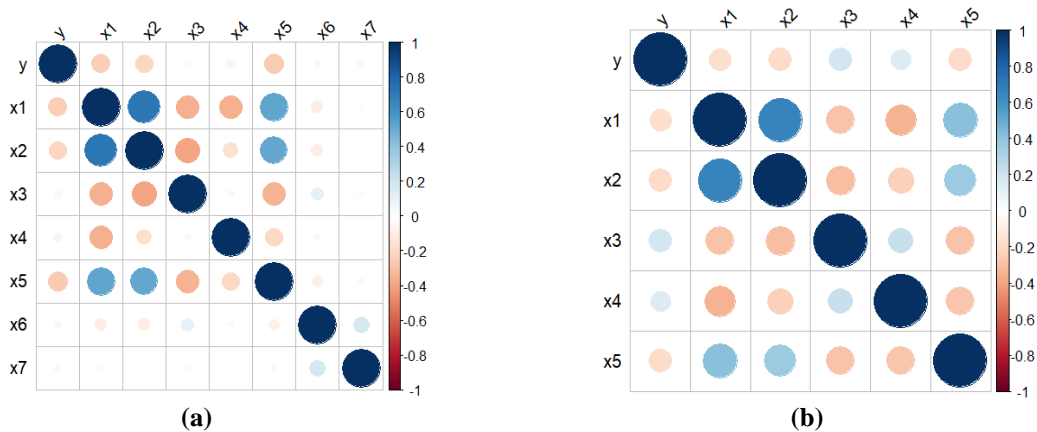 y x1 x2 x3 x4 x5 x6 x7
y
x1
x2
x3
x4
x5
x6
x7
1
0.8
0.6
0.4
0.2
0
-0.2
-0.4
-0.6
-0.8
-1
(a)
y x1 x2 x3 x4 x5
y
x1
x2
x3
x4
x5
1
0.8
0.6
0.4
0.2
0
-0.2
-0.4
-0.6
-0.8
-1
(b)